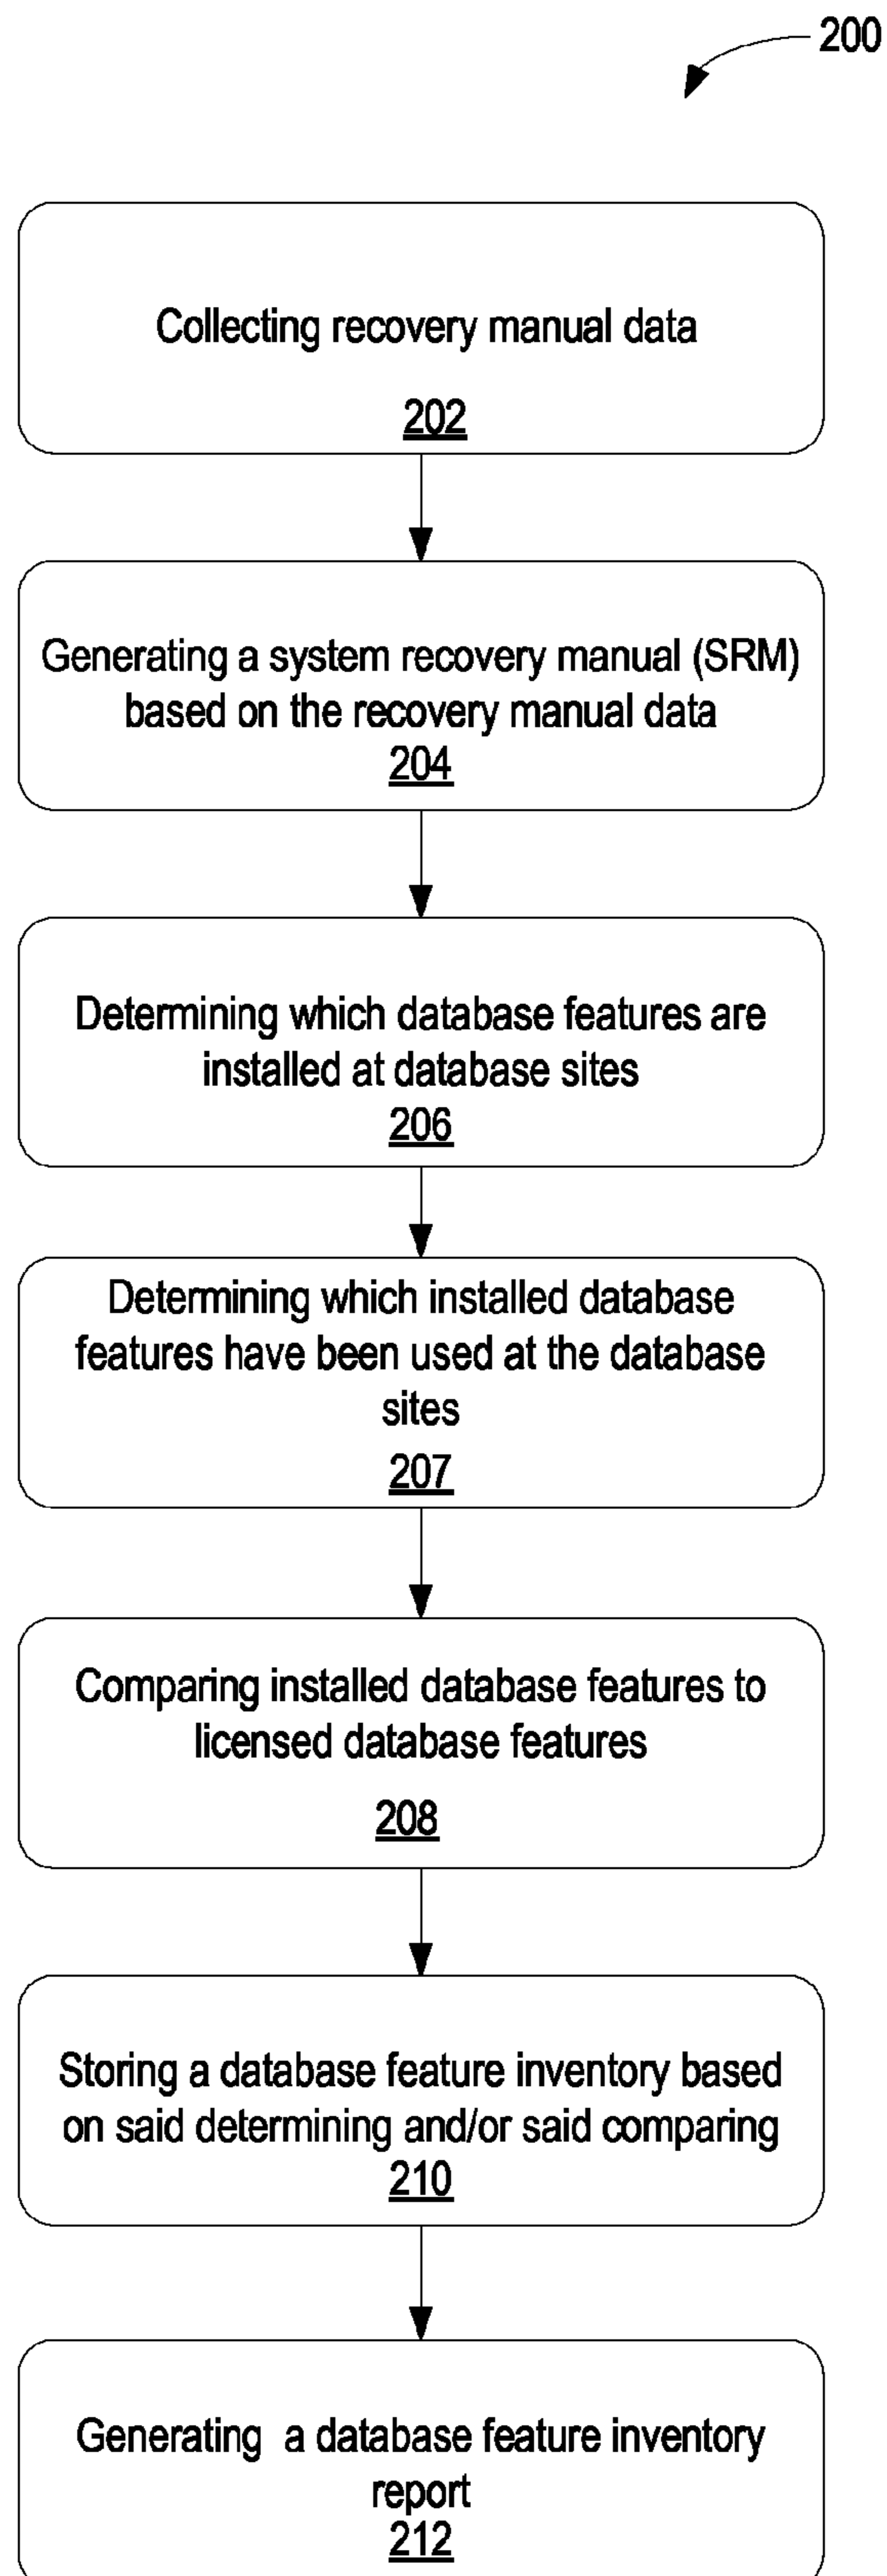 200
Collecting recovery manual data
202
Generating a system recovery manual (SRM)
based on the recovery manual data
204
Determining which database features are
installed at database sites
206
Determining which installed database
features have been used at the database
sites
207
Comparing installed database features to
licensed database features
208
Storing a database feature inventory based
on said determining and/or said comparing
210
Generating a database feature inventory
report
212